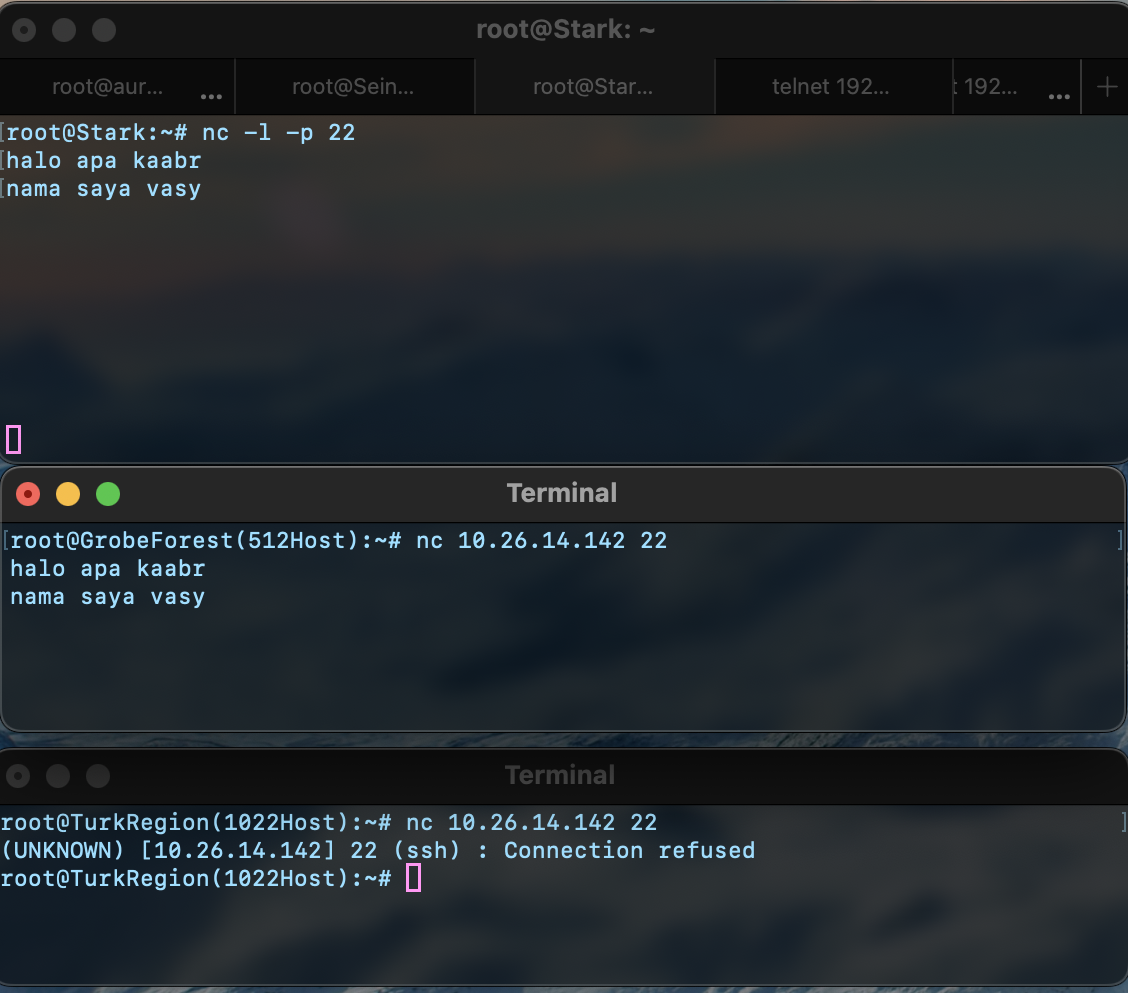 root@Stark: ~
root@aur... ... root@Sein... root@Star... telnet 192... t 192... ... +
[root@Stark:~# nc -l -p 22
[halo apa kaabr
[nama saya vasy
Terminal
[root@GrobeForest(512Host):~# nc 10.26.14.142 22 ]
halo apa kaabr
nama saya vasy
Terminal
root@TurkRegion(1022Host):~# nc 10.26.14.142 22 ]
(UNKNOWN) [10.26.14.142] 22 (ssh) : Connection refused
root@TurkRegion(1022Host):~#